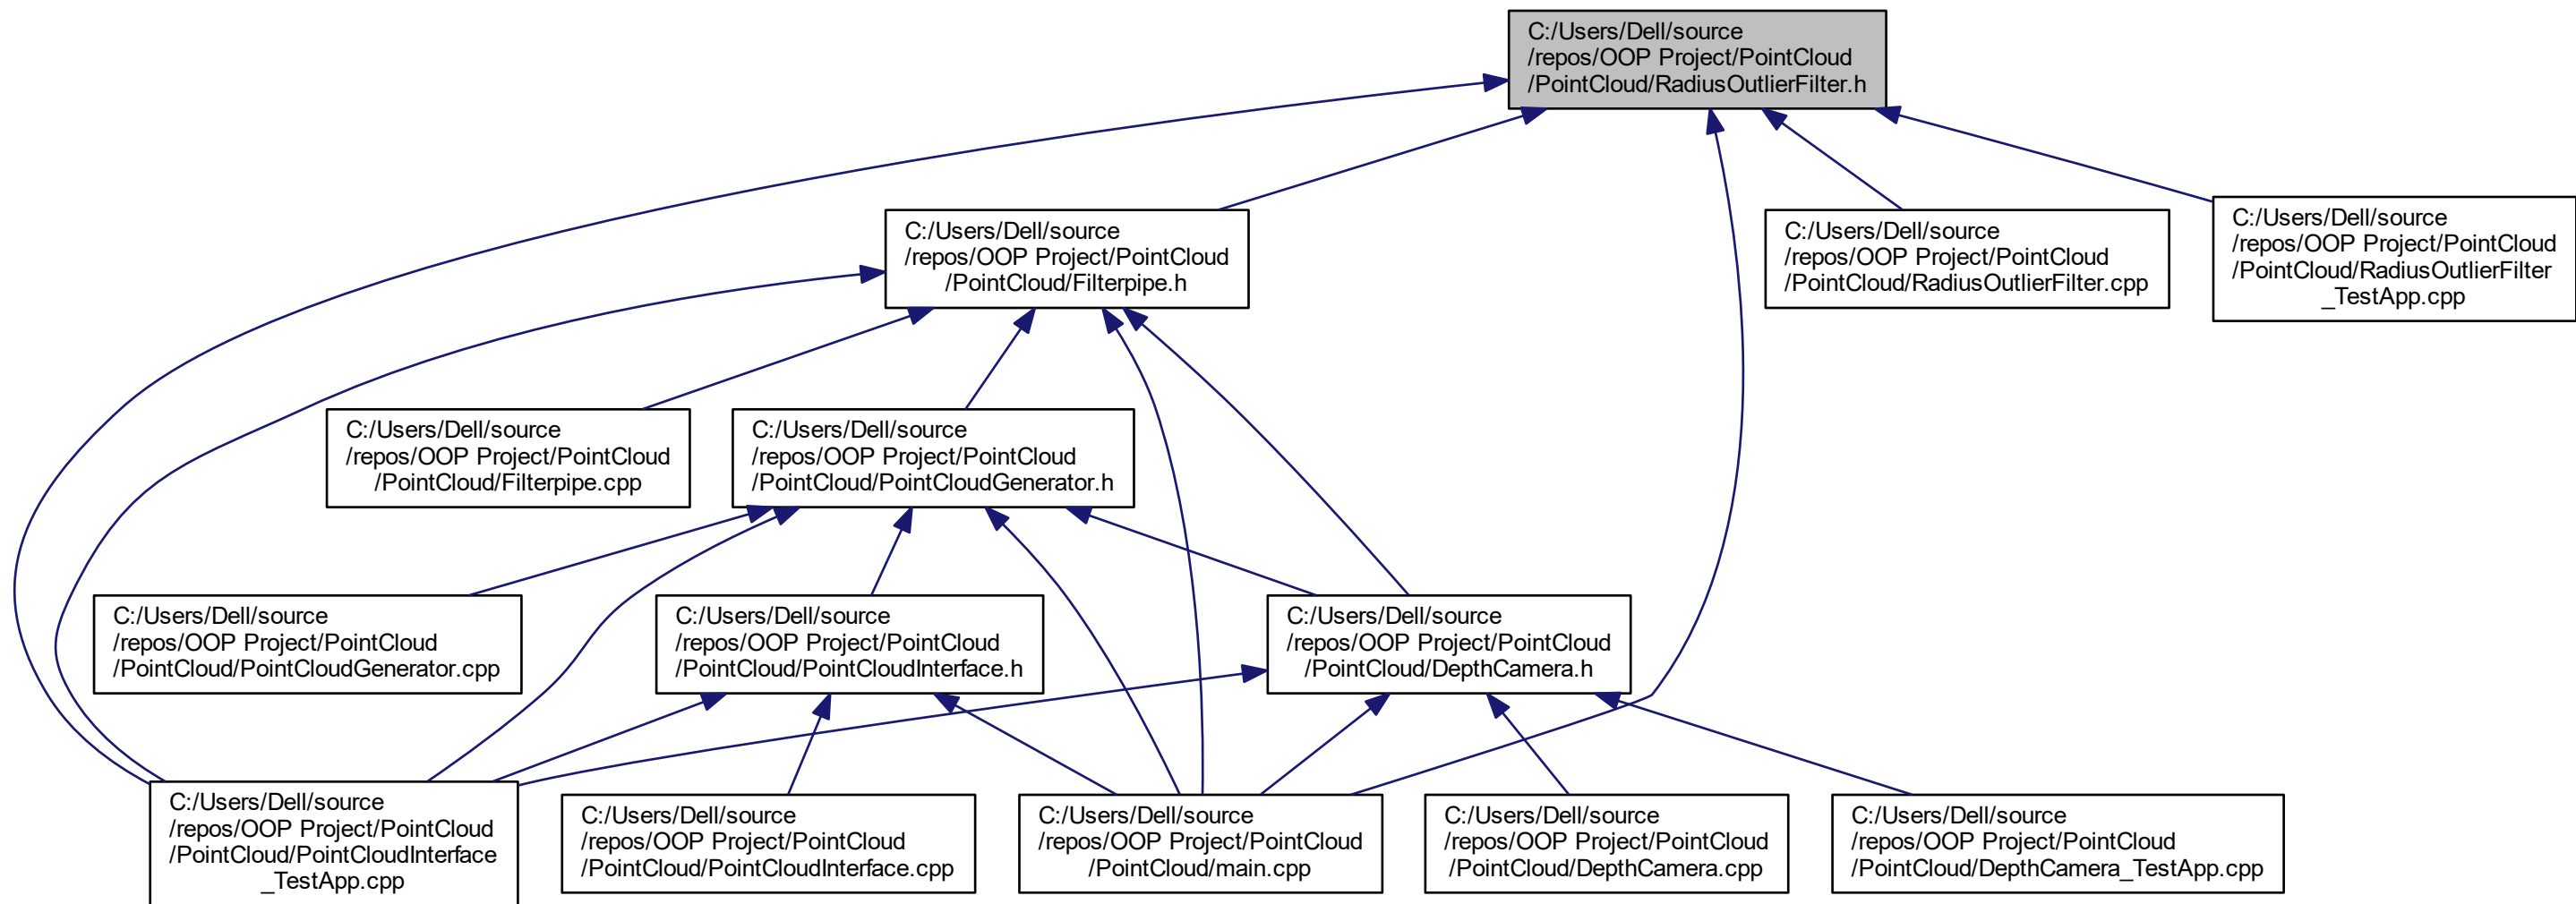 C:/Users/Dell/source
/repos/OOP Project/PointCloud
/PointCloud/RadiusOutlierFilter.h
C:/Users/Dell/source
/repos/OOP Project/PointCloud
/PointCloud/Filterpipe.h
C:/Users/Dell/source
/repos/OOP Project/PointCloud
/PointCloud/RadiusOutlierFilter.cpp
C:/Users/Dell/source
/repos/OOP Project/PointCloud
/PointCloud/RadiusOutlierFilter
_TestApp.cpp
C:/Users/Dell/source
/repos/OOP Project/PointCloud
/PointCloud/Filterpipe.cpp
C:/Users/Dell/source
/repos/OOP Project/PointCloud
/PointCloud/PointCloudGenerator.h
C:/Users/Dell/source
/repos/OOP Project/PointCloud
/PointCloud/PointCloudGenerator.cpp
C:/Users/Dell/source
/repos/OOP Project/PointCloud
/PointCloud/PointCloudInterface.h
C:/Users/Dell/source
/repos/OOP Project/PointCloud
/PointCloud/DepthCamera.h
C:/Users/Dell/source
/repos/OOP Project/PointCloud
/PointCloud/PointCloudInterface
_TestApp.cpp
C:/Users/Dell/source
/repos/OOP Project/PointCloud
/PointCloud/PointCloudInterface.cpp
C:/Users/Dell/source
/repos/OOP Project/PointCloud
/PointCloud/main.cpp
C:/Users/Dell/source
/repos/OOP Project/PointCloud
/PointCloud/DepthCamera.cpp
C:/Users/Dell/source
/repos/OOP Project/PointCloud
/PointCloud/DepthCamera_TestApp.cpp